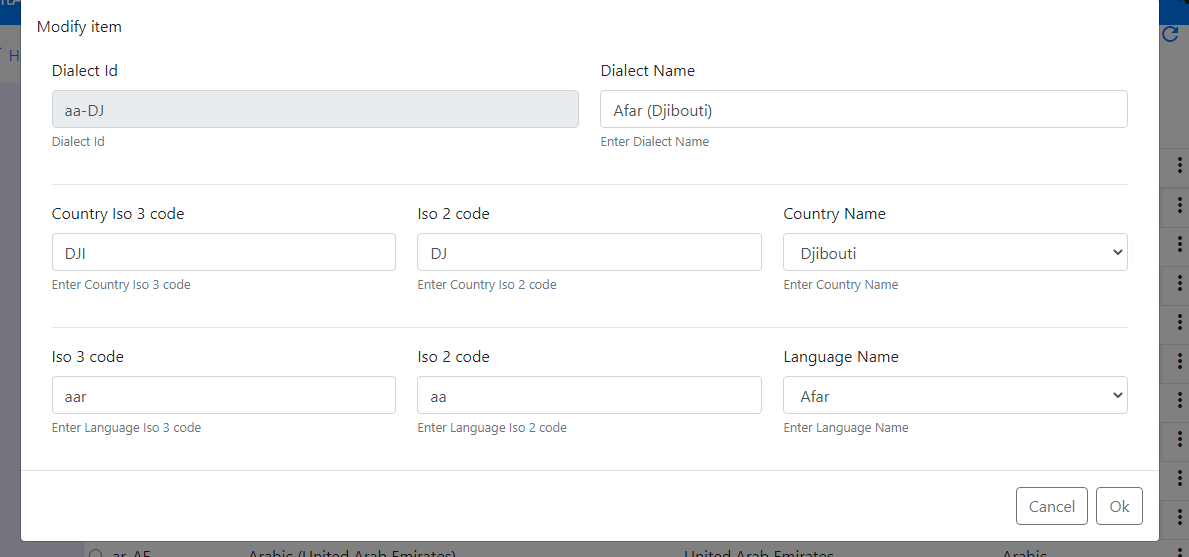 Modify item
H
Dialect Id Dialect Name
aa-DJ Afar (Djibouti)
Dialect Id Enter Dialect Name
Country Iso 3 code Iso 2 code Country Name
DJI DJ Djibouti
Enter Country Iso 3 code Enter Country Iso 2 code Enter Country Name
Iso 3 code Iso 2 code Language Name
aar aa Afar
Enter Language Iso 3 code Enter Language Iso 2 code Enter Language Name
Cancel Ok
ar-AE Arabic (United Arab Emirates) United Arab Emirates Arabic